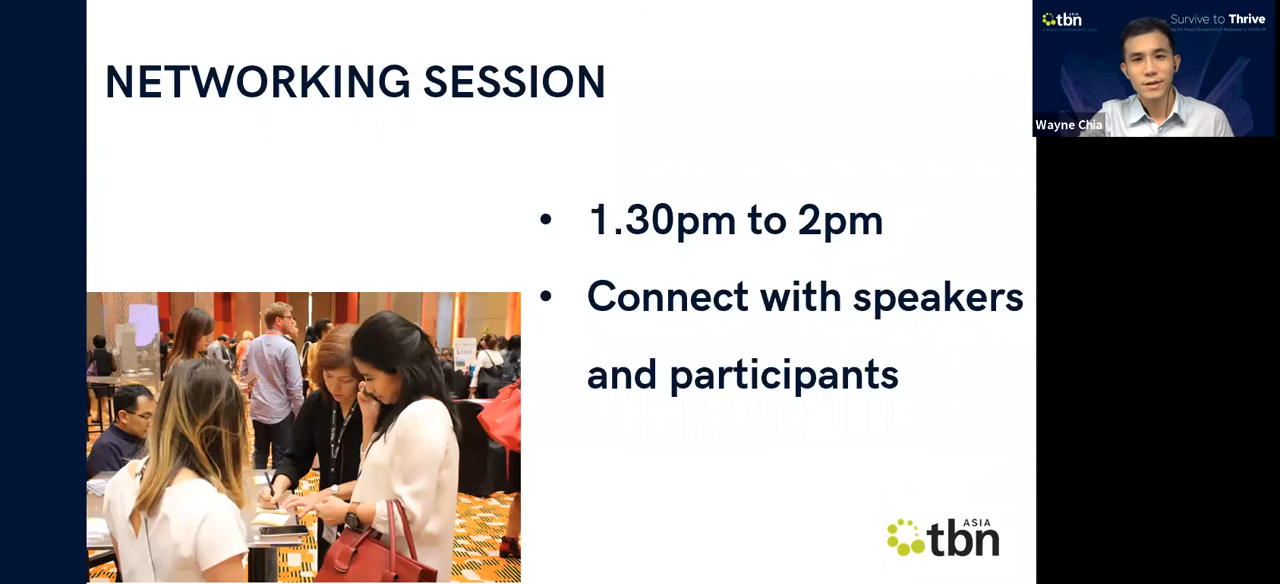 NETWORKING SESSION
• 1.30pm to 2pm
• Connect with speakers
and participants
ASIA
tbn
ASIA
tbn
Survive to Thrive
Wayne Chia